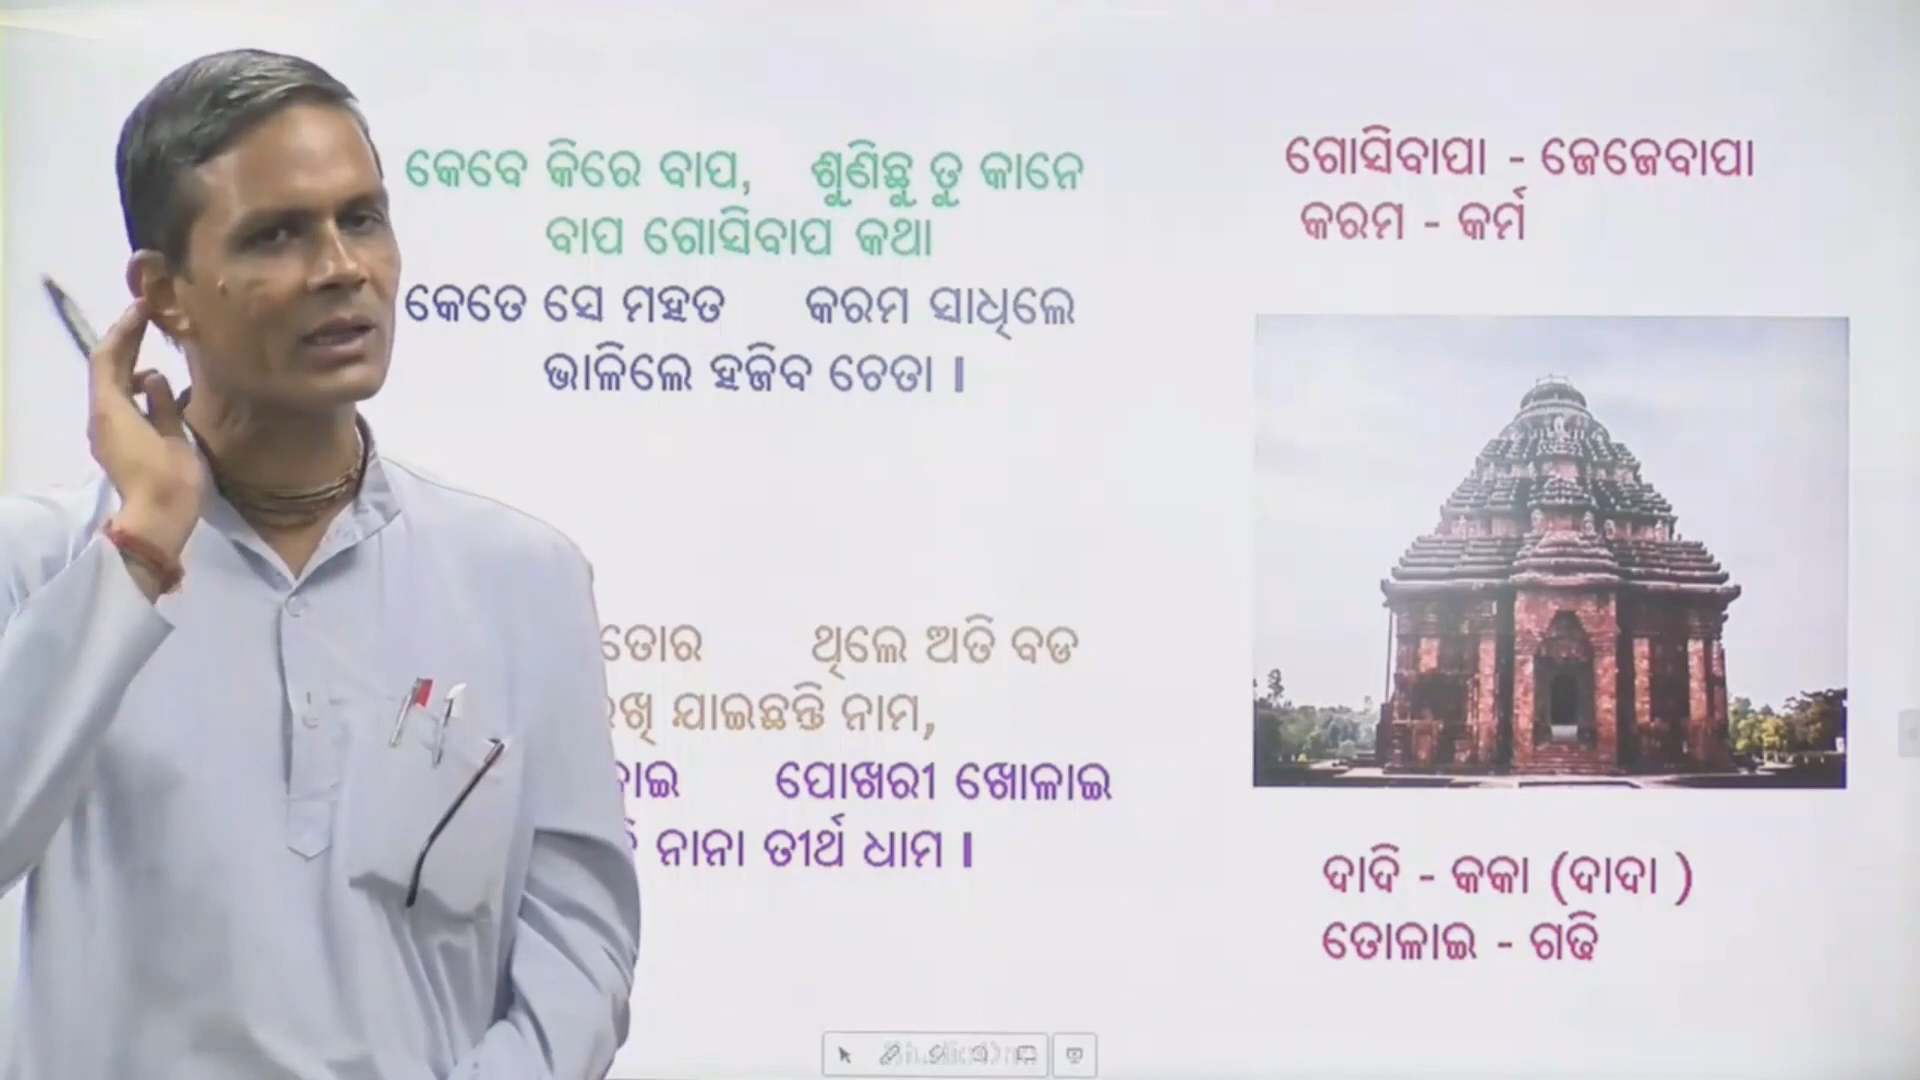 କେବେ କିରେ ବାପ, ଶୁଣିଛୁ ତୁ କାନେ
ବାପ ଗୋସିବାପ କଥା
କେତେ ସେ ମହତ କରମ ସାଧିଲେ
ଭାଳିଲେ ହଜିବ ଚେତା ।
ତୋର ଥିଲେ ଅତି ବଡ
ଯାଇଛନ୍ତି ନାମ,
ପୋଖରୀ ଖୋଳାଇ
ନାନା ତୀର୍ଥ ଧାମ ।
ଗୋସିବାପା - ଜେଜେବାପା
କରମ - କର୍ମ
ଦାଦି - କକା (ଦାଦା )
ତୋଳାଇ - ଗଢି